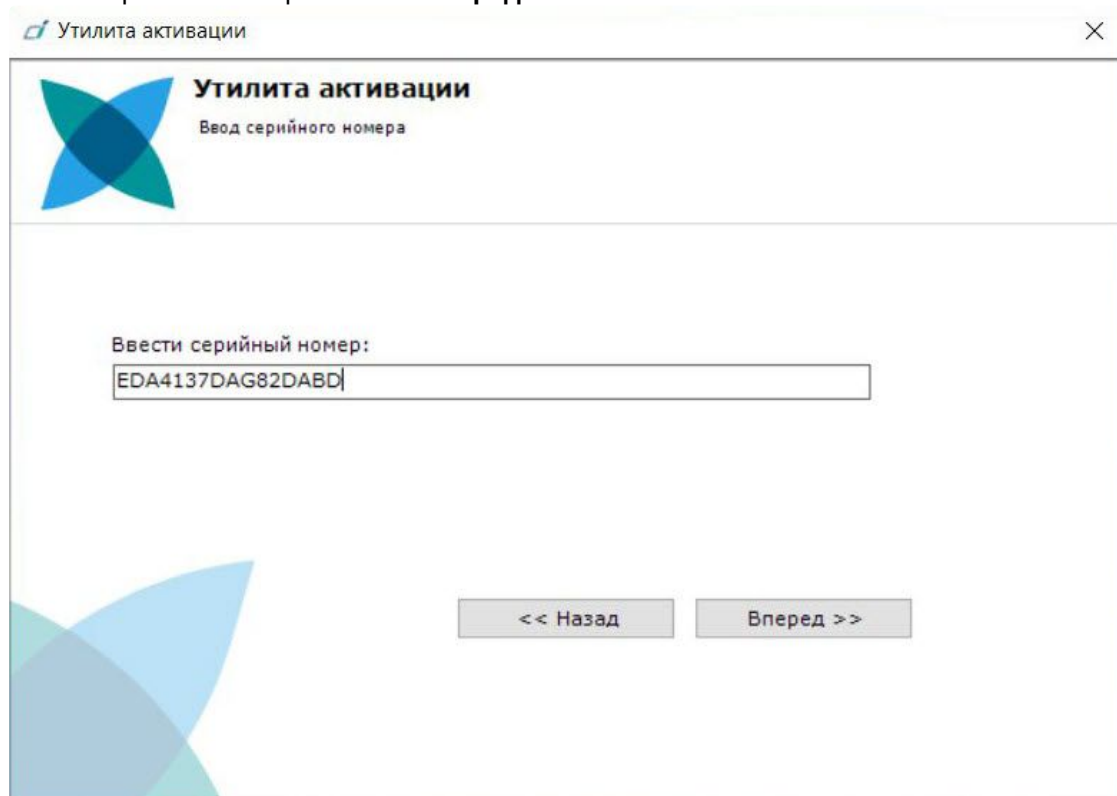 Утилита активации
Утилита активации
Ввод серийного номера
Ввести серийный номер:
EDA4137DAG82DABD
<< Назад
Вперед >>